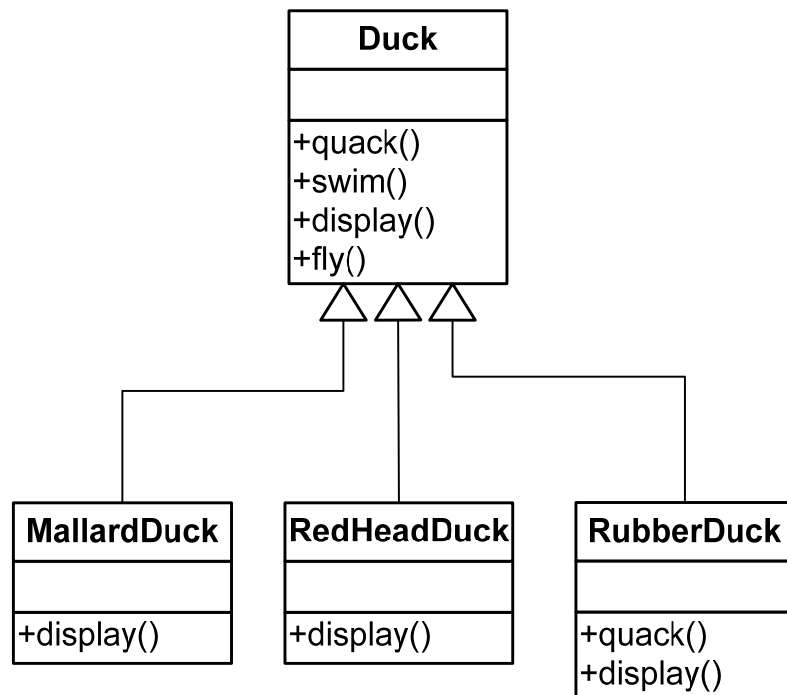 Duck
+quack()
+swim()
+display()
+fly()
MallardDuck
+display()
RedHeadDuck
+display()
RubberDuck
+quack()
+display()